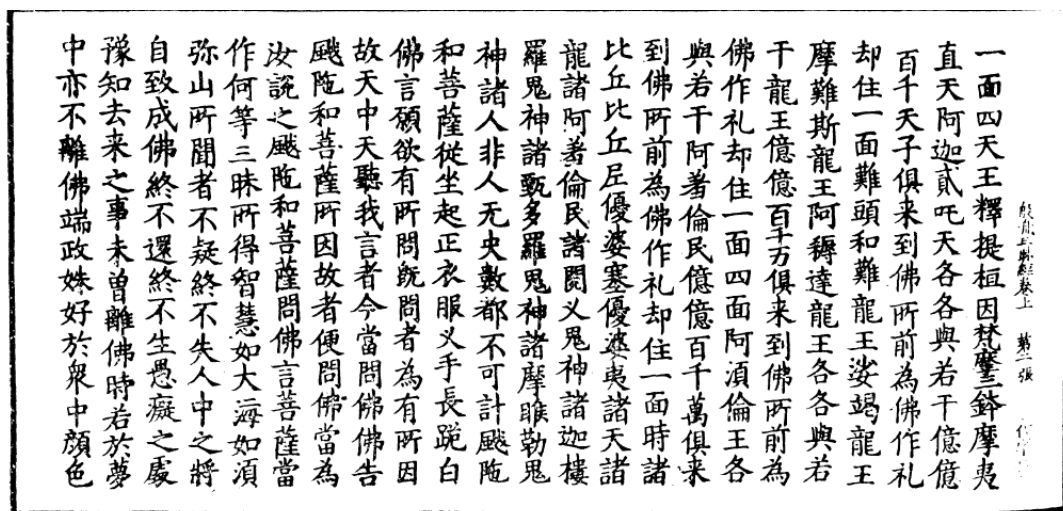 般舟三昧經卷上　第二張
一面四天王釋提桓因梵摩三鉢摩夷
直天阿迦貳吒天各各與若干億億
百千天子俱来到佛所前為佛作礼
却住一面難頭和難龍王娑竭龍王
摩難斯龍王阿耨達龍王各各與若
干龍王億億百千万俱来到佛所前為
佛作礼却住一面四面阿湏倫王各
與若干阿著倫民億億百千萬俱来
到佛所前為佛作礼却住一面時諸
比丘比丘尼優婆塞優婆夷諸天諸
龍諸阿著倫民諸閱叉鬼神諸迦樓
羅鬼神諸甄多羅鬼神諸摩睺勒鬼
神諸人非人无央數都不可計颰陁
和菩薩從坐起正衣服叉手長跪白
佛言願欲有所問既問者為有所因
故天中天聽我言者今當問佛佛告
颰陁和菩薩所因故者便問佛當為
汝說之颰陁和菩薩問佛言菩薩當
作何等三昧所得智慧如大海如湏
弥山所聞者不疑終不失人中之將
自致成佛終不還終不生愚癡之處
豫知去来之事未曾離佛時若於夢
中亦不離佛端政姝好於衆中顔色